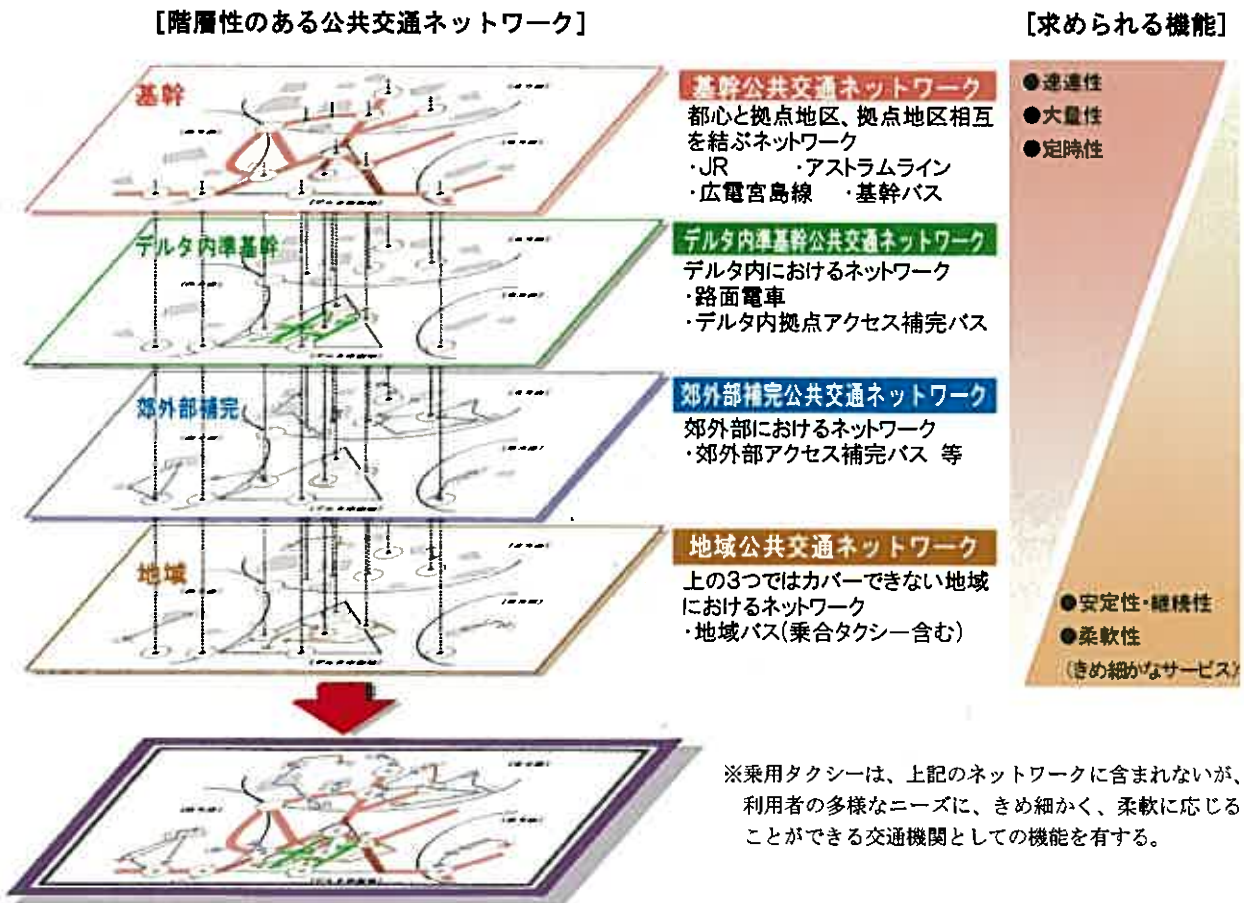 [階層性のある公共交通ネットワーク]
[求められる機能]
基幹
基幹公共交通ネットワーク
都心と拠点地区、拠点地区相互
を結ぶネットワーク
・JR ・アストラムライン
・広電宮島線 ・基幹バス
デルタ内準基幹
デルタ内準基幹公共交通ネットワーク
デルタ内におけるネットワーク
・路面電車
・デルタ内拠点アクセス補完バス
郊外部補完
郊外部補完公共交通ネットワーク
郊外部におけるネットワーク
・郊外部アクセス補完バス 等
地域
地域公共交通ネットワーク
上の3つではカバーできない地域
におけるネットワーク
・地域バス(乗合タクシー含む)
●速達性
●大量性
●定時性
●安定性・継続性
●柔軟性
(きめ細かなサービス)
※乗用タクシーは、上記のネットワークに含まれないが、
利用者の多様なニーズに、きめ細かく、柔軟に応じる
ことができる交通機関としての機能を有する。